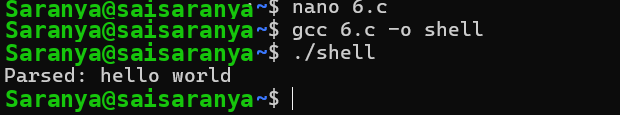 Saranya@saisaranya:~$ nano 6.c
Saranya@saisaranya:~$ gcc 6.c -o shell
Saranya@saisaranya:~$ ./shell
Parsed: hello world
Saranya@saisaranya:~$